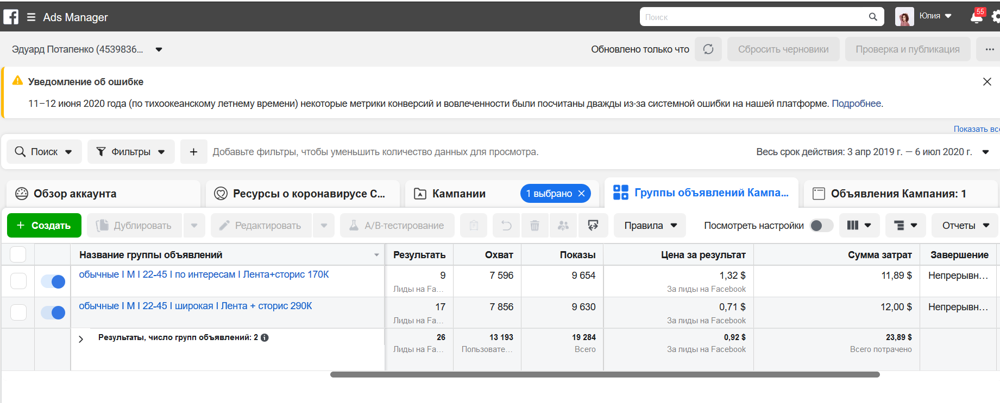 Ads Manager
Поиск
Юлия
55
Эдуард Потапенко (4539836...
Обновлено только что
Сбросить черновики
Проверка и публикация
Уведомление об ошибке
11–12 июня 2020 года (по тихоокеанскому летнему времени) некоторые метрики конверсий и вовлеченности были посчитаны дважды из-за системной ошибки на нашей платформе. Подробнее.
Показать все
Поиск
Фильтры
Добавьте фильтры, чтобы уменьшить количество данных для просмотра.
Весь срок действия: 3 апр 2019 г. — 6 июл 2020 г.
Обзор аккаунта
Ресурсы о коронавирусе C...
Кампании
1 выбрано
Группы объявлений Кампа...
Объявления Кампания: 1
+ Создать
Дублировать
Редактировать
A/B-тестирование
Правила
Посмотреть настройки
Отчеты
Название группы объявлений Результать Охват Показы Цена за результат Сумма затрат Завершение
обычные I М I 22-45 I по интересам I Лента+сторис 170К 9 7 596 9 654 1,32 $ 11,89 $ Непрерывн...
Лиды на Fa... За лиды на Facebook
обычные I М I 22-45 I широкая I Лента + сторис 290К 17 7 856 9 630 0,71 $ 12,00 $ Непрерывн...
Лиды на Fa... За лиды на Facebook
Результаты, число групп объявлений: 2 26 13 193 19 284 0,92 $ 23,89 $
Лиды на Fa... Пользовате... Всего За лиды на Facebook Всего потрачено